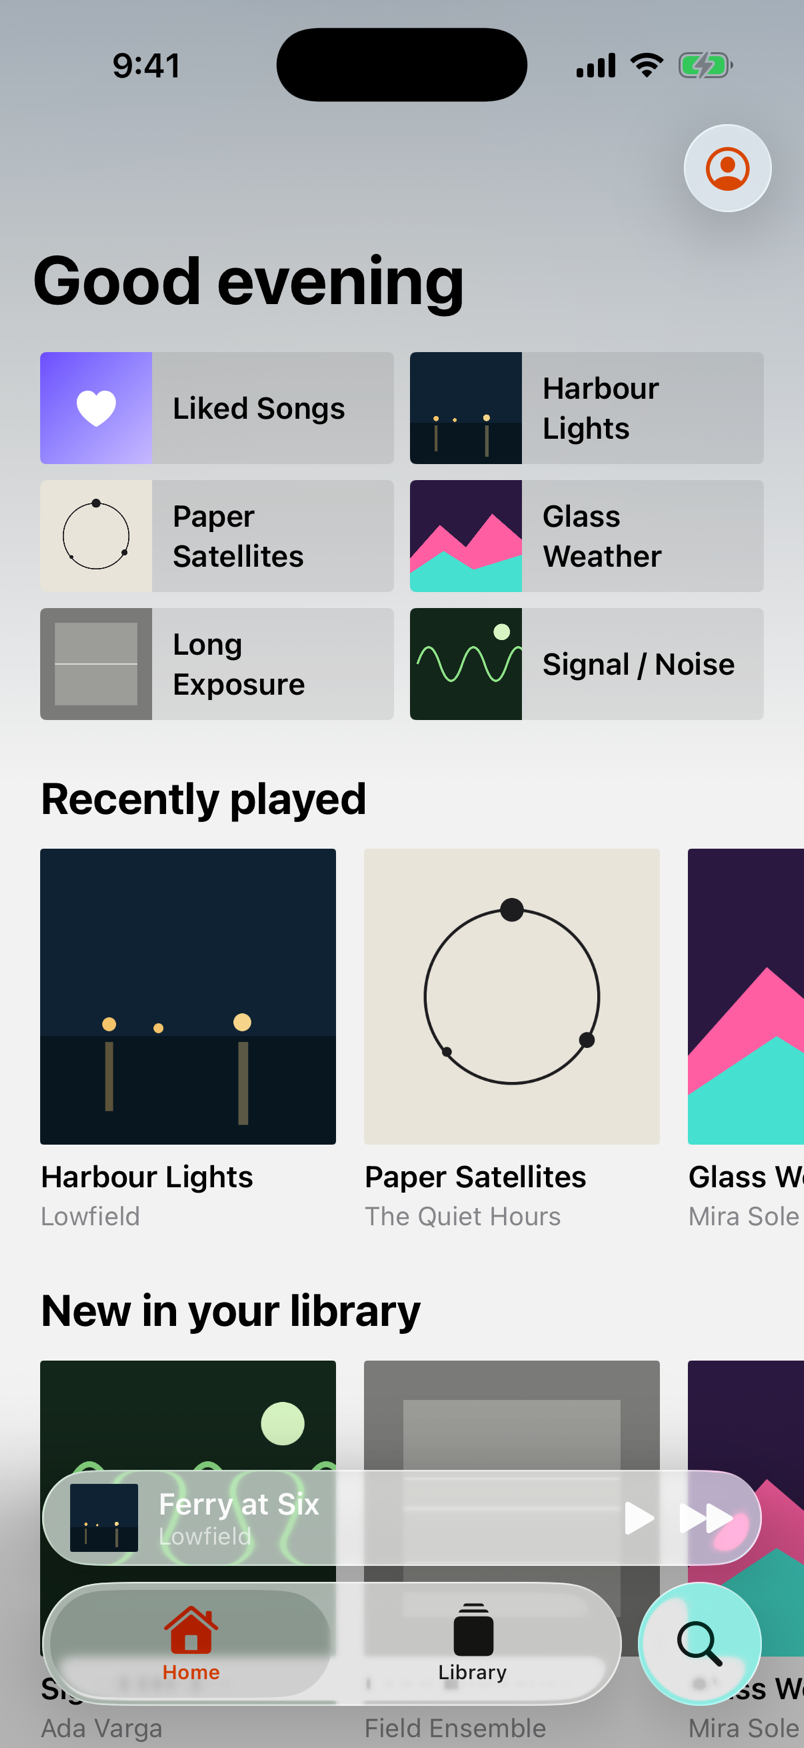 9:41
Good evening
Liked Songs
Harbour
Lights
Paper
Satellites
Glass
Weather
Long
Exposure
Signal / Noise
Recently played
Harbour Lights
Lowfield
Paper Satellites
The Quiet Hours
Glass
Mira Sole
New in your library
Ferry at Six
Lowfield
Home
Library
Ada Varga
Field Ensemble
Mira Sole